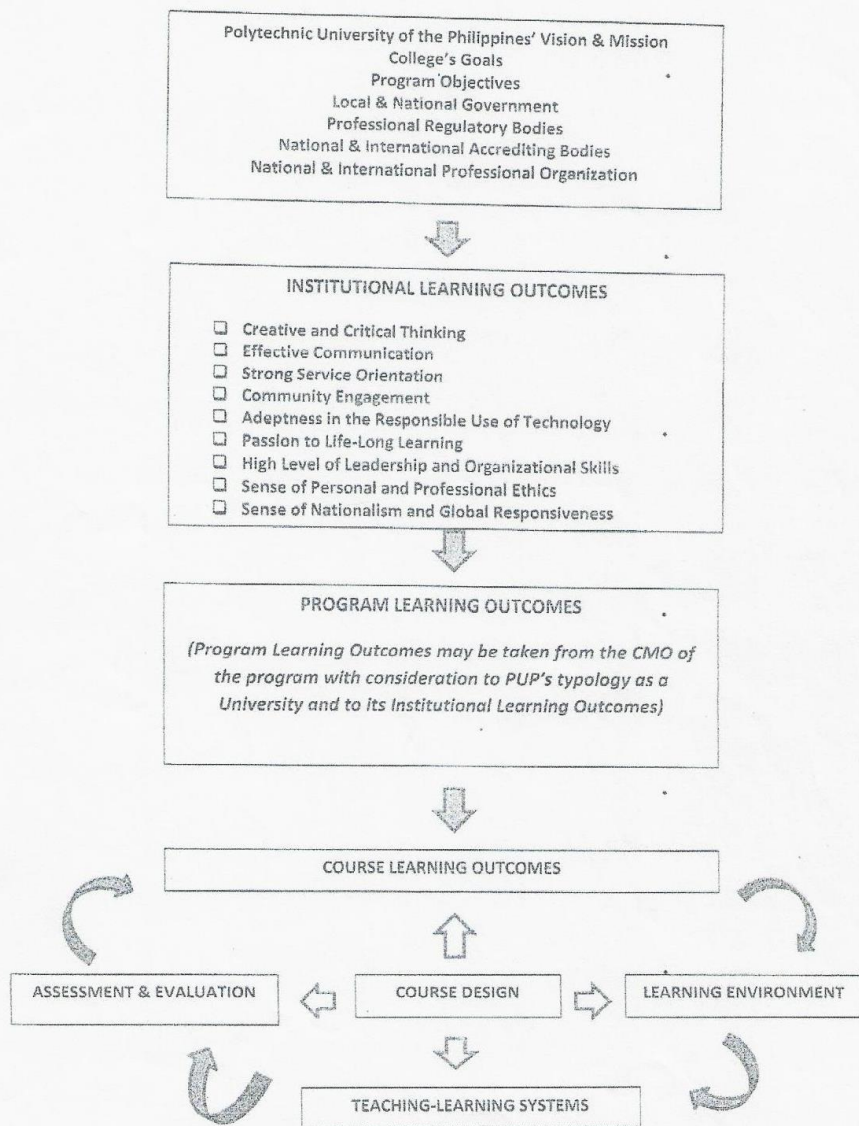 Polytechnic University of the Philippines' Vision & Mission
College's Goals
Program Objectives
Local & National Government
Professional Regulatory Bodies
National & International Accrediting Bodies
National & International Professional Organization
INSTITUTIONAL LEARNING OUTCOMES
❑ Creative and Critical Thinking
❑ Effective Communication
❑ Strong Service Orientation
❑ Community Engagement
❑ Adeptness in the Responsible Use of Technology
❑ Passion to Life-Long Learning
❑ High Level of Leadership and Organizational Skills
❑ Sense of Personal and Professional Ethics
❑ Sense of Nationalism and Global Responsiveness
PROGRAM LEARNING OUTCOMES
(Program Learning Outcomes may be taken from the CMO of
the program with consideration to PUP's typology as a
University and to its Institutional Learning Outcomes)
COURSE LEARNING OUTCOMES
ASSESSMENT & EVALUATION
COURSE DESIGN
LEARNING ENVIRONMENT
TEACHING-LEARNING SYSTEMS